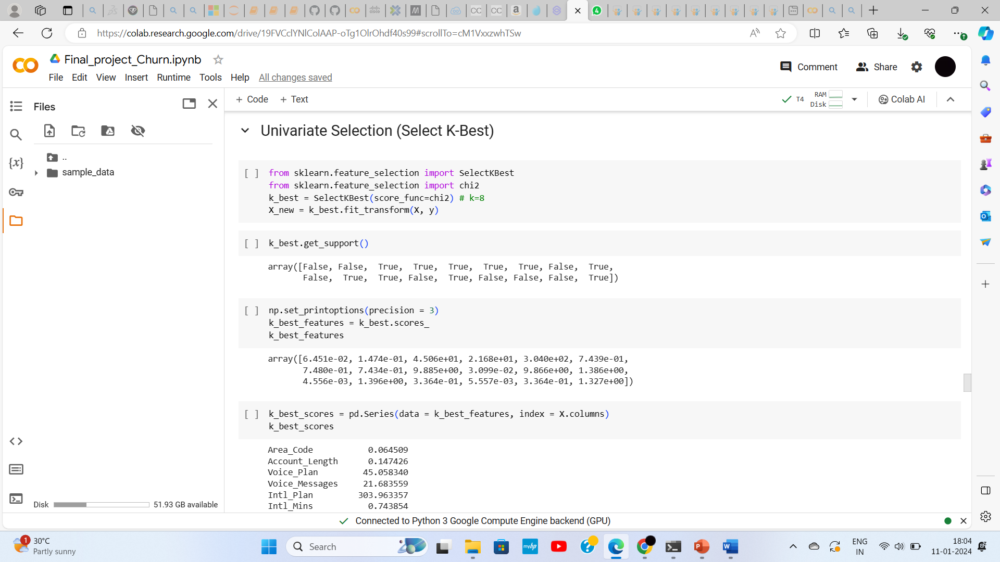 https://colab.research.google.com/drive/19FVCclYNlColAAP-oTg1OlrOhdf40s99#scrollTo=cM1VxxzwhTSw
Final_project_Churn.ipynb
Comment
Share
File Edit View Insert Runtime Tools Help All changes saved
Files
+ Code + Text
T4
RAM
Disk
Colab AI
..
sample_data
Univariate Selection (Select K-Best)
[ ] from sklearn.feature_selection import SelectKBest
from sklearn.feature_selection import chi2
k_best = SelectKBest(score_func=chi2) # k=8
X_new = k_best.fit_transform(X, y)
[ ] k_best.get_support()
array([False, False, True, True, True, True, True, False, True,
False, True, True, False, True, False, False, False, True])
[ ] np.set_printoptions(precision = 3)
k_best_features = k_best.scores_
k_best_features
array([6.451e-02, 1.474e-01, 4.506e+01, 2.168e+01, 3.040e+02, 7.439e-01,
7.480e-01, 7.434e-01, 9.885e+00, 3.099e-02, 9.866e+00, 1.386e+00,
4.556e-03, 1.396e+00, 3.364e-01, 5.557e-03, 3.364e-01, 1.327e+00])
[ ] k_best_scores = pd.Series(data = k_best_features, index = X.columns)
k_best_scores
Area_Code 0.064509
Account_Length 0.147426
Voice_Plan 45.058340
Voice_Messages 21.683559
Intl_Plan 303.963357
Intl_Mins 0.743854
Disk 51.93 GB available
Connected to Python 3 Google Compute Engine backend (GPU)
1
30°C
Partly sunny
Search
myhp
ENG
IN
18:04
11-01-2024